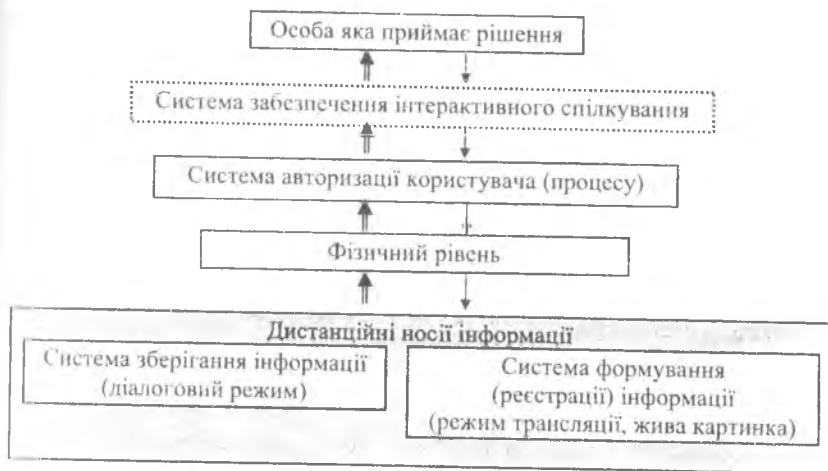 Особа яка приймає рішення
Система забезпечення інтерактивного спілкування
Система авторизації користувача (процесу)
Фізичний рівень
Дистанційні носії інформації
Система зберігання інформації
(діалоговий режим)
Система формування
(реєстрації) інформації
(режим трансляції, жива картинка)